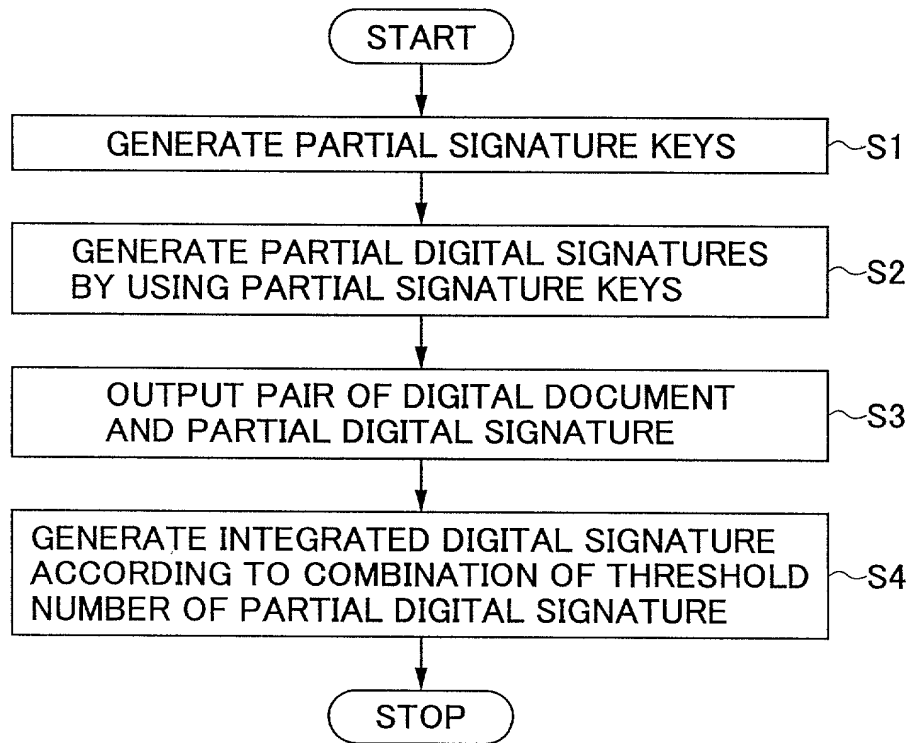 START
GENERATE PARTIAL SIGNATURE KEYS
S1
GENERATE PARTIAL DIGITAL SIGNATURES
BY USING PARTIAL SIGNATURE KEYS
S2
OUTPUT PAIR OF DIGITAL DOCUMENT
AND PARTIAL DIGITAL SIGNATURE
S3
GENERATE INTEGRATED DIGITAL SIGNATURE
ACCORDING TO COMBINATION OF THRESHOLD
NUMBER OF PARTIAL DIGITAL SIGNATURE
S4
STOP